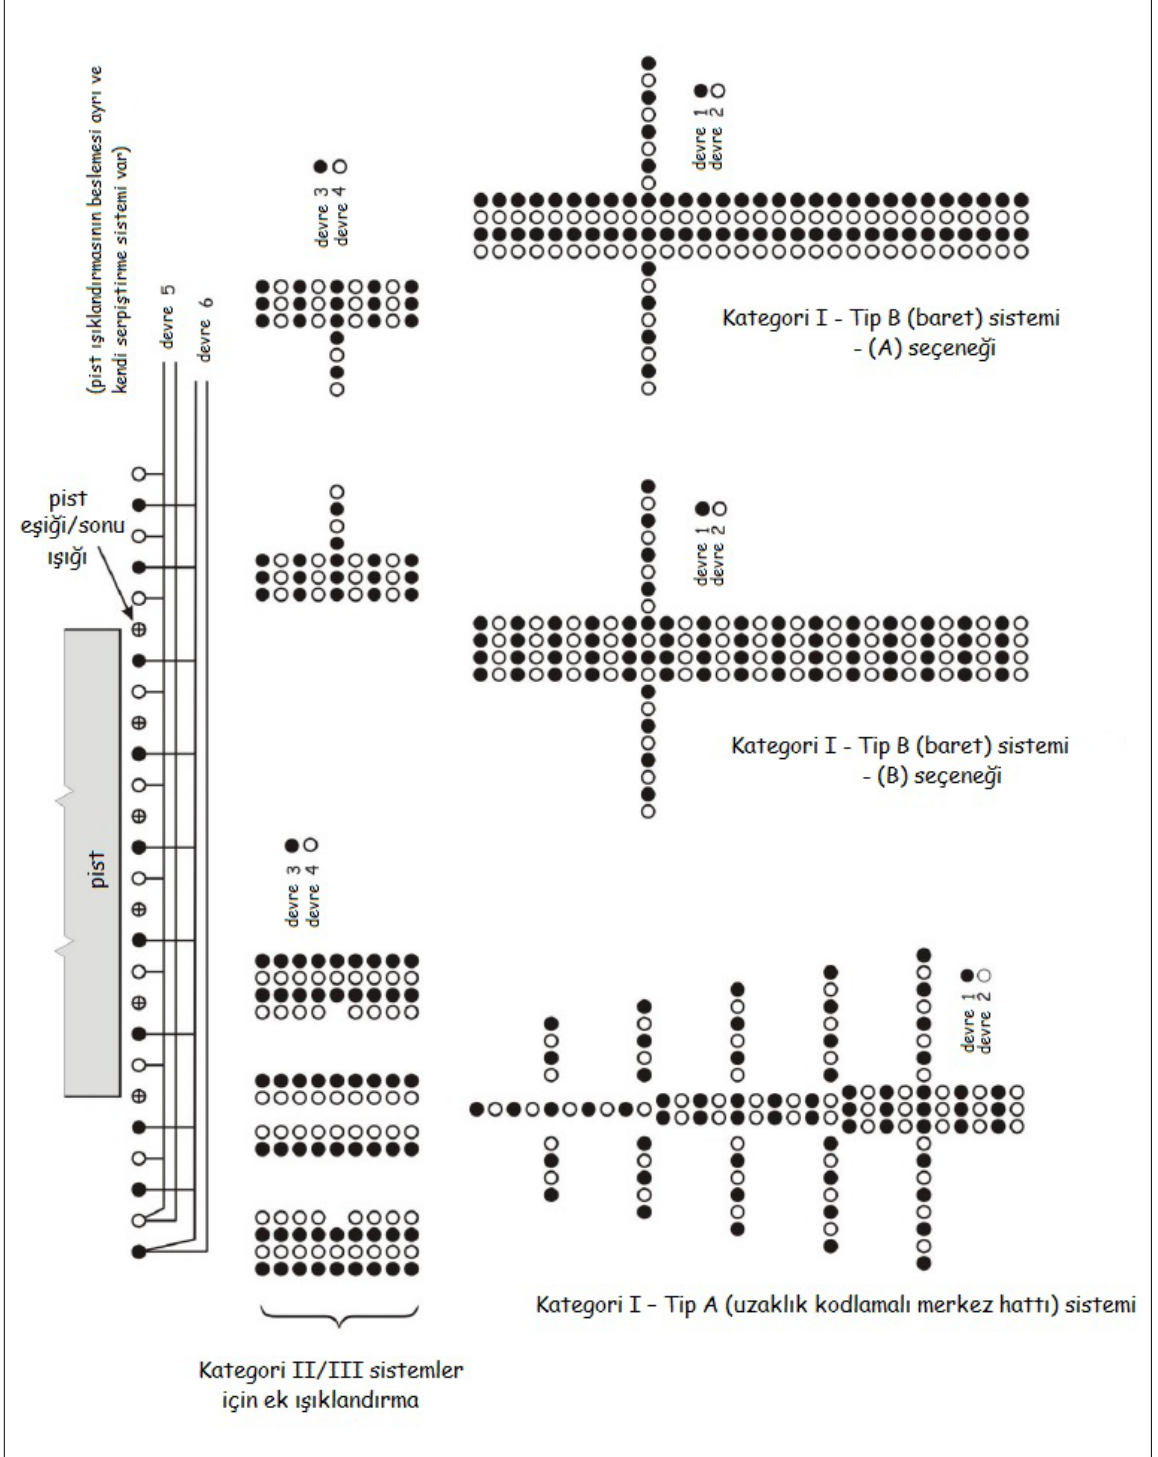 (pist ışıklandırmasının beslemesi ayrı ve
kendi serpiştirme sistemi var)
devre 5
devre 6
devre 3
devre 4
devre 1
devre 2
Kategori I - Tip B (baret) sistemi
- (A) seçeneği
pist
eşiği/sonu
ışığı
devre 1
devre 2
Kategori I - Tip B (baret) sistemi
- (B) seçeneği
pist
devre 3
devre 4
devre 1
devre 2
Kategori I - Tip A (uzaklık kodlamalı merkez hattı) sistemi
Kategori II/III sistemler
için ek ışıklandırma